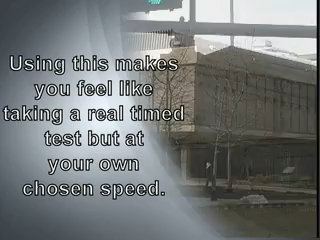 Using this makes
you feel like
taking a real timed
test but at
your own
chosen speed.